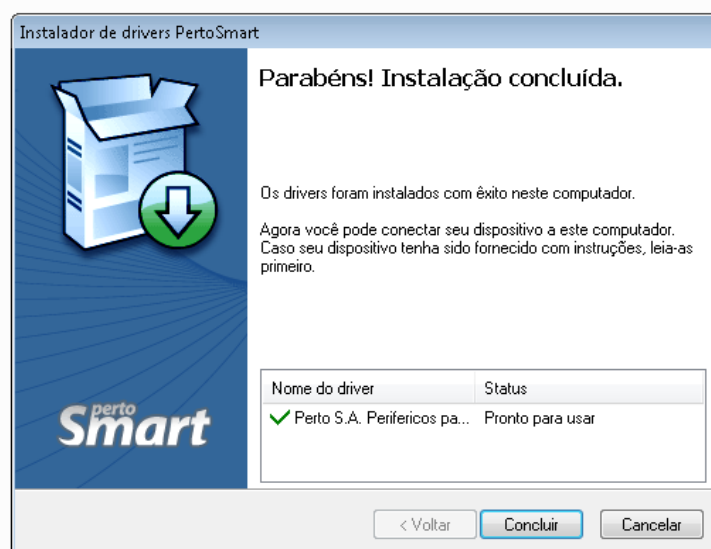 Instalador de drivers PertoSmart
Parabéns! Instalação concluída.
Os drivers foram instalados com êxito neste computador.
Agora você pode conectar seu dispositivo a este computador.
Caso seu dispositivo tenha sido fornecido com instruções, leia-as
primeiro.
Nome do driver Status
Perto S.A. Perifericos pa... Pronto para usar
perto
Smart
< Voltar Concluir Cancelar